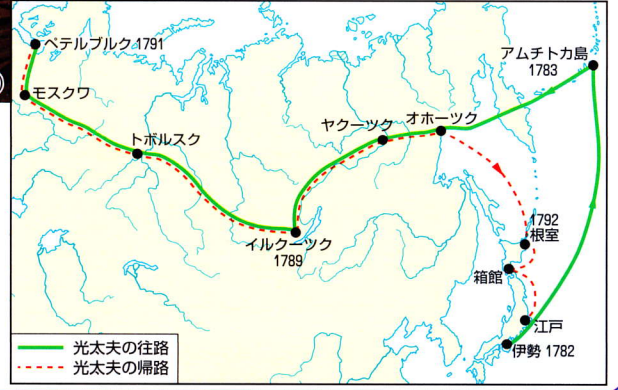 ペテルブルク 1791
モスクワ
トボルスク
イルクーツク
1789
ヤクーツク
オホーツク
アムチトカ島
1783
1792
根室
箱館
江戸
伊勢 1782
光太夫の往路
光太夫の帰路